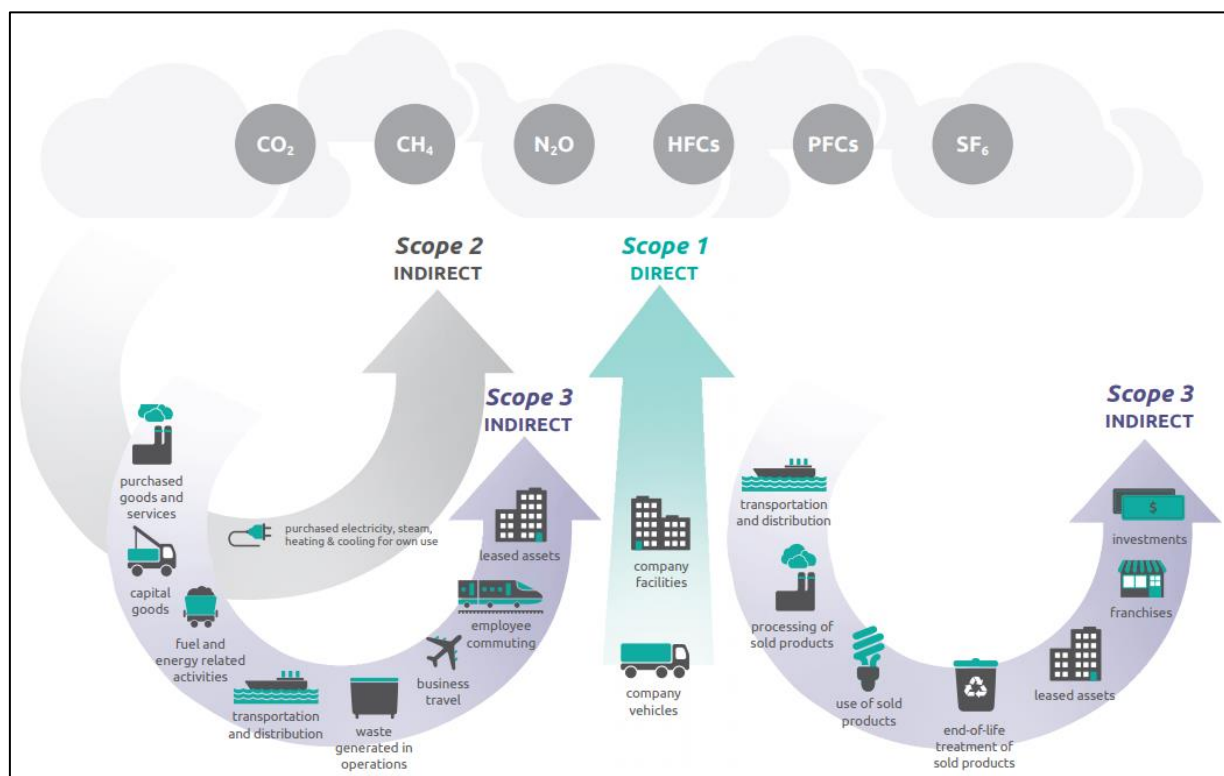 CO₂
CH₄
N₂O
HFCs
PFCs
SF₆
Scope 2
INDIRECT
Scope 1
DIRECT
Scope 3
INDIRECT
Scope 3
INDIRECT
purchased
goods and
services
capital
goods
fuel and
energy related
activities
purchased electricity, steam,
heating & cooling for own use
transportation
and distribution
waste
generated in
operations
business
travel
employee
commuting
leased assets
company
facilities
company
vehicles
transportation
and distribution
processing of
sold products
use of sold
products
end-of-life
treatment of
sold products
leased assets
franchises
$
investments